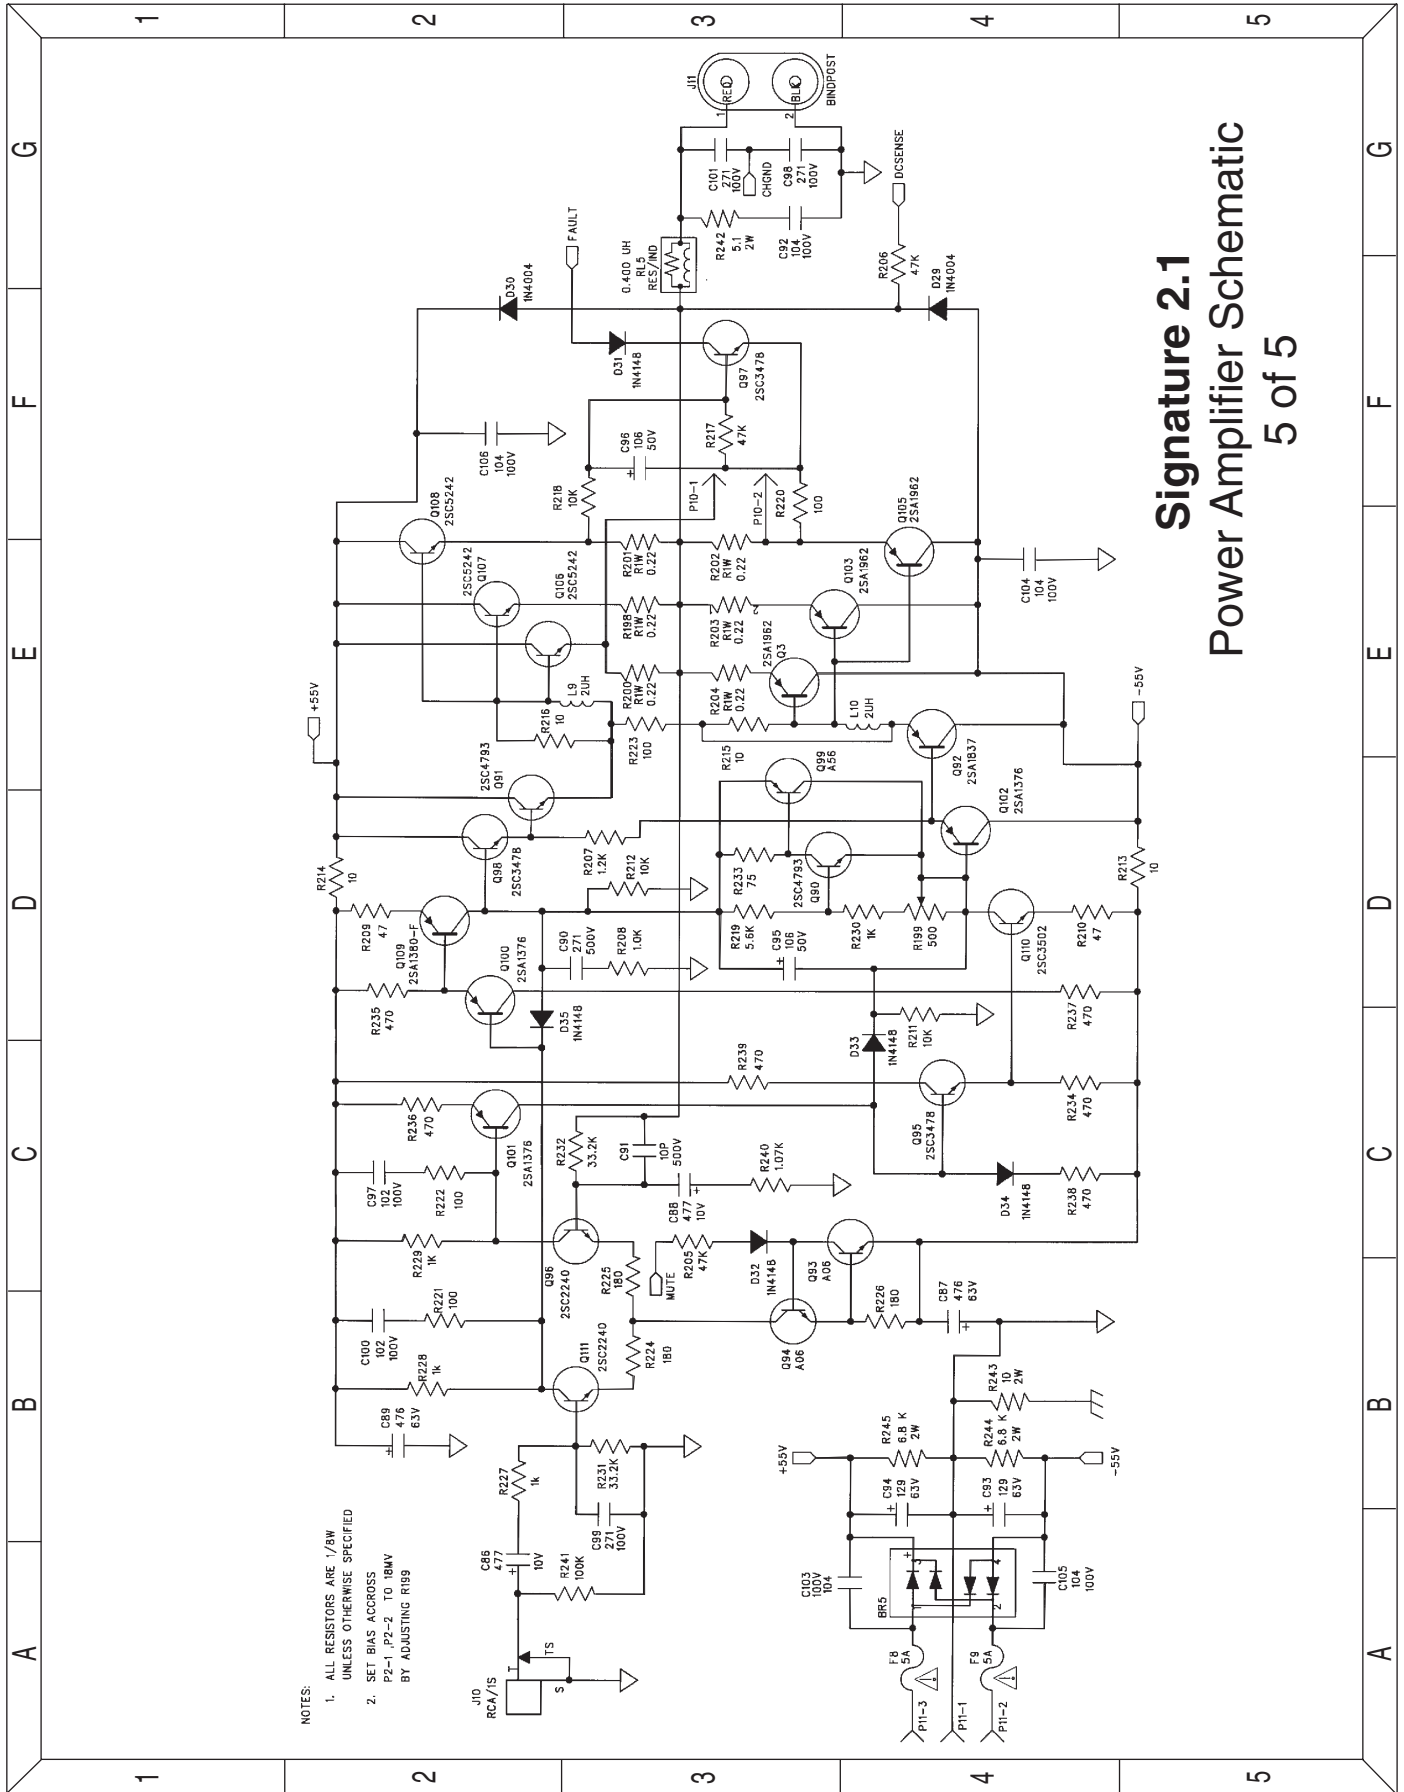 A
B
C
D
E
F
G
1
2
3
4
5
NOTES:
1. ALL RESISTORS ARE 1/8W
UNLESS OTHERWISE SPECIFIED
2. SET BIAS ACCROSS
P2-1 ,P2-2 TO 18MV
BY ADJUSTING R199
J10
RCA/1S
T
TS
S
C86
477
10V
R241
100K
R227
1k
C99
271
100V
R231
33.2K
C89
476
63V
R228
1k
C100
102
100V
R221
100
Q111
2SC2240
R224
180
R229
1K
C97
102
100V
R222
100
R236
470
Q101
2SA1376
Q96
2SC2240
R225
180
MUTE
R205
47K
D32
1N4148
Q94
A06
Q93
A06
R226
180
C87
476
63V
R232
33.2K
C91
10P
500V
C88
477
10V
R240
1.07K
R239
470
D33
1N4148
Q95
2SC3478
D34
1N4148
R238
470
R234
470
R237
470
R211
10K
R235
470
R209
47
Q109
2SA1380-F
Q100
2SA1376
D35
1N4148
C90
271
500V
R208
1.0K
R212
10K
R207
1.2K
R214
10
Q98
2SC3478
2SC4793
Q91
+55V
R219
5.6K
C95
106
50V
R233
75
2SC4793
Q90
R230
1K
R199
500
Q110
2SC3502
R210
47
R213
10
Q99
A56
Q102
2SA1376
Q92
2SA1837
-55V
R216
10
L9
2UH
R223
100
R215
10
L10
2UH
Q108
2SC5242
2SC5242
Q107
Q106
2SC5242
R200
R1W
0.22
R198
R1W
0.22
R201
R1W
0.22
R204
R1W
0.22
R203
R1W
0.22
R202
R1W
0.22
2SA1962
Q3
Q103
2SA1962
Q105
2SA1962
C104
104
100V
C106
104
100V
R218
10K
C96
106
50V
P10-1
P10-2
R220
100
R217
47K
Q97
2SC3478
D31
1N4148
FAULT
D30
1N4004
D29
1N4004
R206
47K
DCSENSE
0.400 UH
RL5
RES/IND
R242
5.1
2W
C92
104
100V
C101
271
100V
CHGND
C98
271
100V
J11
RED
BLK
1
2
BINDPOST
P11-3
P11-1
P11-2
F8
5A
F9
5A
BR5
1
2
3
4
+
C103
100V
104
C105
104
100V
C94
129
63V
C93
129
63V
+55V
-55V
R245
6.8 K
2W
R244
6.8 K
2W
R243
10
2W
Signature 2.1
Power Amplifier Schematic
5 of 5
A
B
C
D
E
F
G
1
2
3
4
5